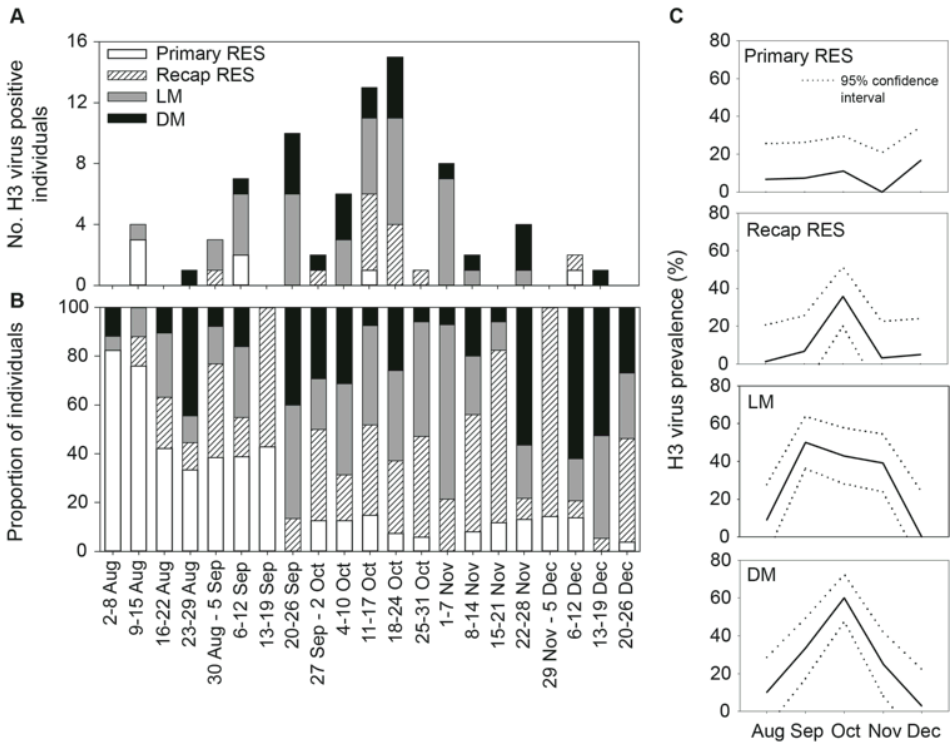 A
No. H3 virus positive
individuals
16
12
8
4
0
Primary RES
Recap RES
LM
DM
B
Proportion of individuals
100
80
60
40
20
0
2-8 Aug
9-15 Aug
16-22 Aug
23-29 Aug
30 Aug - 5 Sep
6-12 Sep
13-19 Sep
20-26 Sep
27 Sep - 2 Oct
4-10 Oct
11-17 Oct
18-24 Oct
25-31 Oct
1-7 Nov
8-14 Nov
15-21 Nov
22-28 Nov
29 Nov - 5 Dec
6-12 Dec
13-19 Dec
20-26 Dec
C
H3 virus prevalence (%)
80
60
40
20
0
Primary RES
95% confidence
interval
80
60
40
20
0
Recap RES
80
60
40
20
0
LM
80
60
40
20
0
DM
Aug Sep Oct Nov Dec